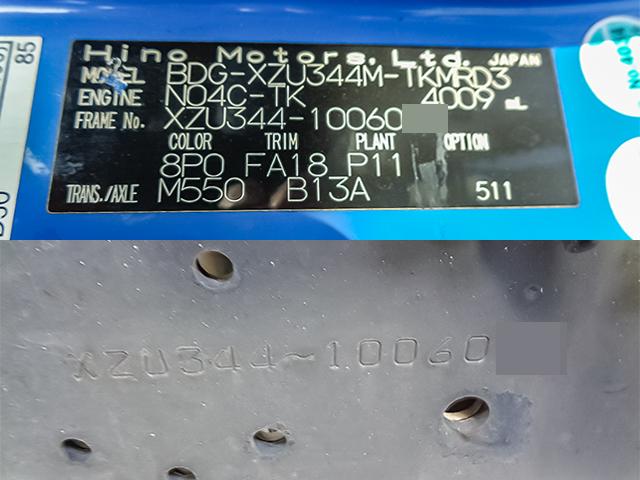 Hino Motors, Ltd. JAPAN
MODEL BDG-XZU344M-TKMRD3
ENGINE N04C-TK 4009 mL
FRAME No. XZU344-10060
COLOR TRIM PLANT OPTION
8P0 FA18 P11
TRANS./AXLE M550 B13A 511
85
XZU344-10060